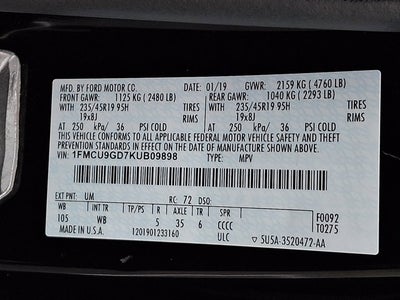 MFD. BY FORD MOTOR CO.
DATE: 01/19 GVWR: 2159 KG ( 4760 LB)
FRONT GAWR: 1125 KG ( 2480 LB)
REAR GAWR: 1040 KG ( 2293 LB)
235/45R19 95H WITH TIRES 235/45R19 95H WITH TIRES
19x8J RIMS 19x8J RIMS
AT 250 kPa/ 36 PSI COLD AT 250 kPa/ 36 PSI COLD
THIS VEHICLE CONFORMS TO ALL APPLICABLE FEDERAL MOTOR VEHICLE SAFETY AND THEFT
PREVENTION STANDARDS IN EFFECT ON THE DATE OF MANUFACTURE SHOWN ABOVE.
VIN: 1FMCU9GD7KUB09898 TYPE: MPV
EXT PNT: UM RC: 72 DSO:
WB INT TR TP/PS R AXLE TR SPR F0092
105 WB 5 35 6 CCCC T0275
MADE IN U.S.A. 1201901233160 ULC 5U5A-3520472-AA